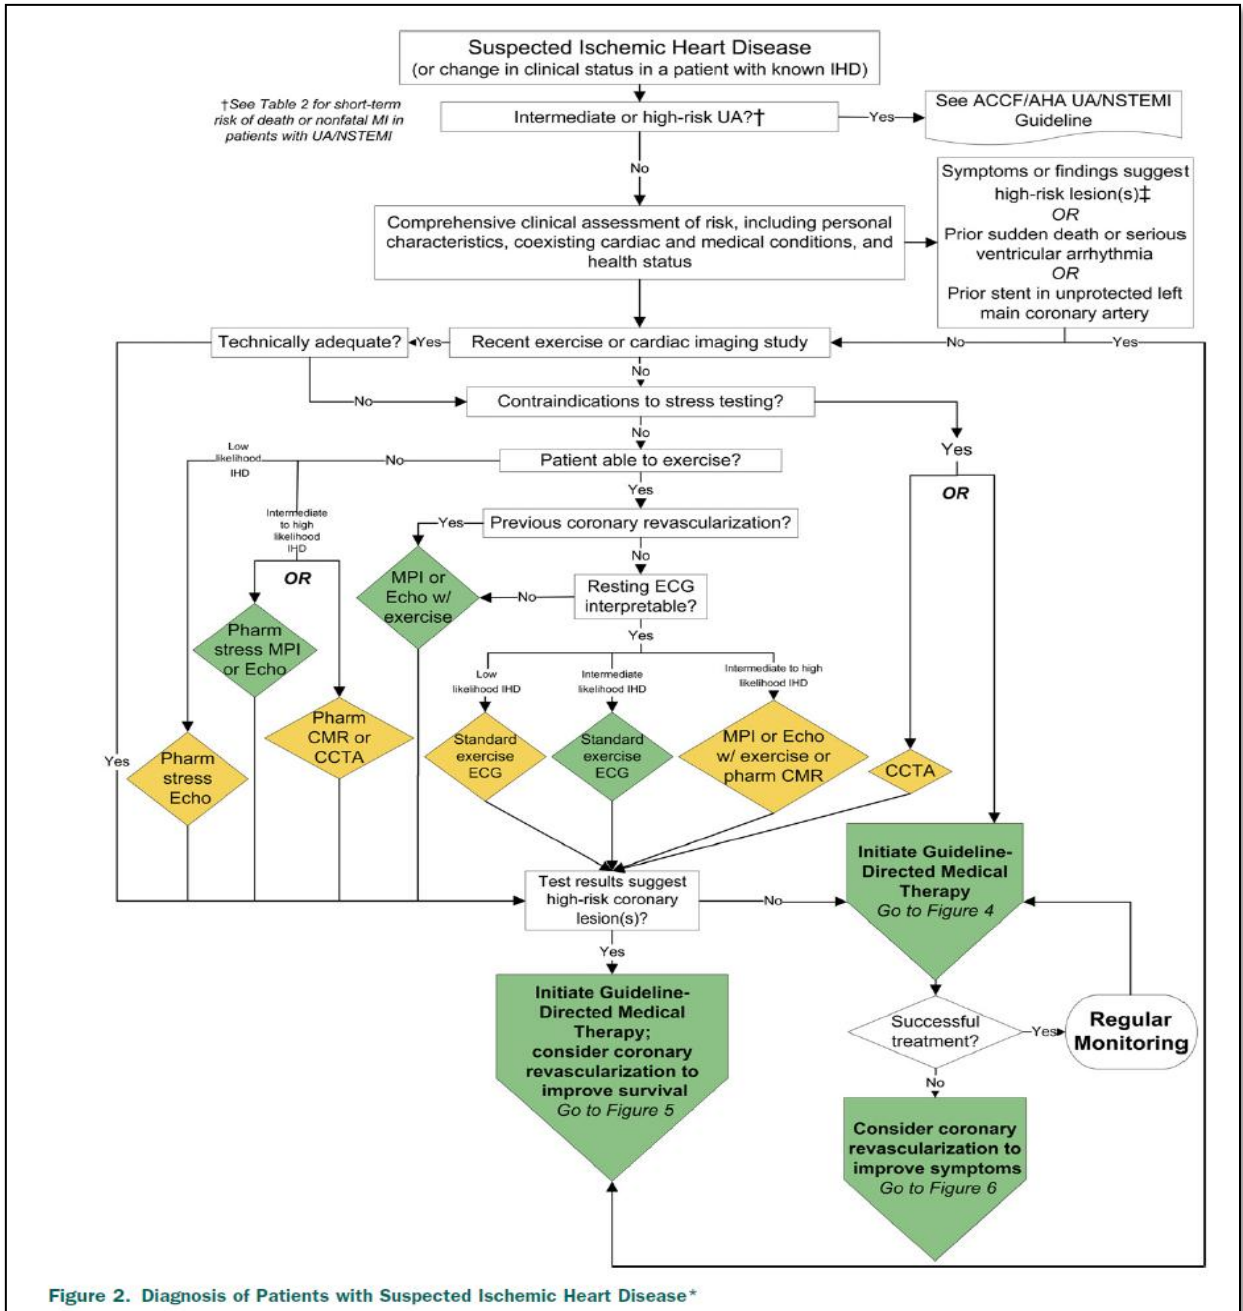 Suspected Ischemic Heart Disease
(or change in clinical status in a patient with known IHD)
†See Table 2 for short-term
risk of death or nonfatal MI in
patients with UA/NSTEMI
Intermediate or high-risk UA?†
Yes
See ACCF/AHA UA/NSTEMI
Guideline
No
Symptoms or findings suggest
high-risk lesion(s)‡
OR
Prior sudden death or serious
ventricular arrhythmia
OR
Prior stent in unprotected left
main coronary artery
Comprehensive clinical assessment of risk, including personal
characteristics, coexisting cardiac and medical conditions, and
health status
Technically adequate?
Yes
Recent exercise or cardiac imaging study
No
Yes
No
No
Contraindications to stress testing?
No
Yes
OR
Low
likelihood
IHD
No
Patient able to exercise?
Yes
Intermediate
to high
likelihood
IHD
OR
Yes
Previous coronary revascularization?
No
MPI or
Echo w/
exercise
No
Resting ECG
interpretable?
Yes
Pharm
stress MPI
or Echo
Low
likelihood IHD
Intermediate
likelihood IHD
Intermediate to high
likelihood IHD
Pharm
CMR or
CCTA
Yes
Pharm
stress
Echo
Standard
exercise
ECG
Standard
exercise
ECG
MPI or Echo
w/ exercise or
pharm CMR
CCTA
Test results suggest
high-risk coronary
lesion(s)?
No
Initiate Guideline-
Directed Medical
Therapy
Go to Figure 4
Yes
Initiate Guideline-
Directed Medical
Therapy;
consider coronary
revascularization to
improve survival
Go to Figure 5
Successful
treatment?
Yes
Regular
Monitoring
No
Consider coronary
revascularization to
improve symptoms
Go to Figure 6
Figure 2. Diagnosis of Patients with Suspected Ischemic Heart Disease*